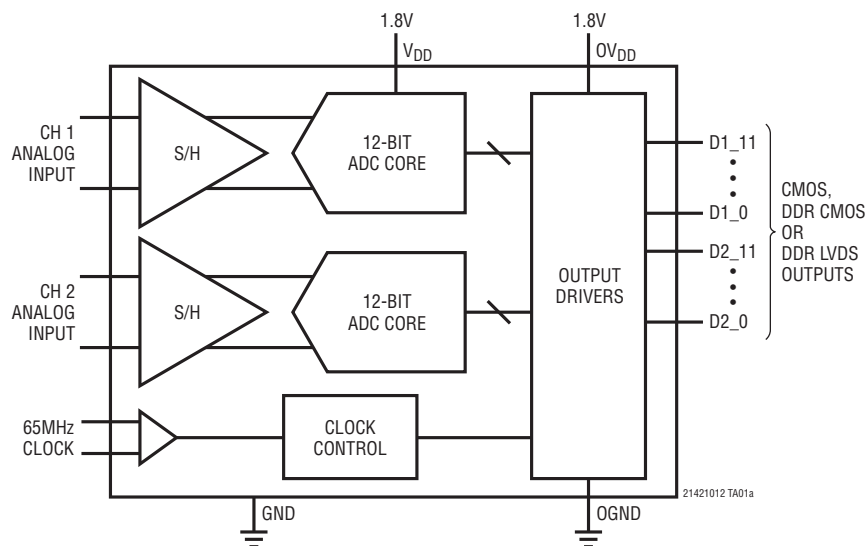 1.8V
1.8V
VDD
OVDD
CH 1
ANALOG
INPUT
S/H
12-BIT
ADC CORE
D1_11
•
•
•
D1_0
CH 2
ANALOG
INPUT
S/H
12-BIT
ADC CORE
OUTPUT
DRIVERS
D2_11
•
•
•
D2_0
CMOS,
DDR CMOS
OR
DDR LVDS
OUTPUTS
65MHz
CLOCK
CLOCK
CONTROL
GND
OGND
21421012 TA01a